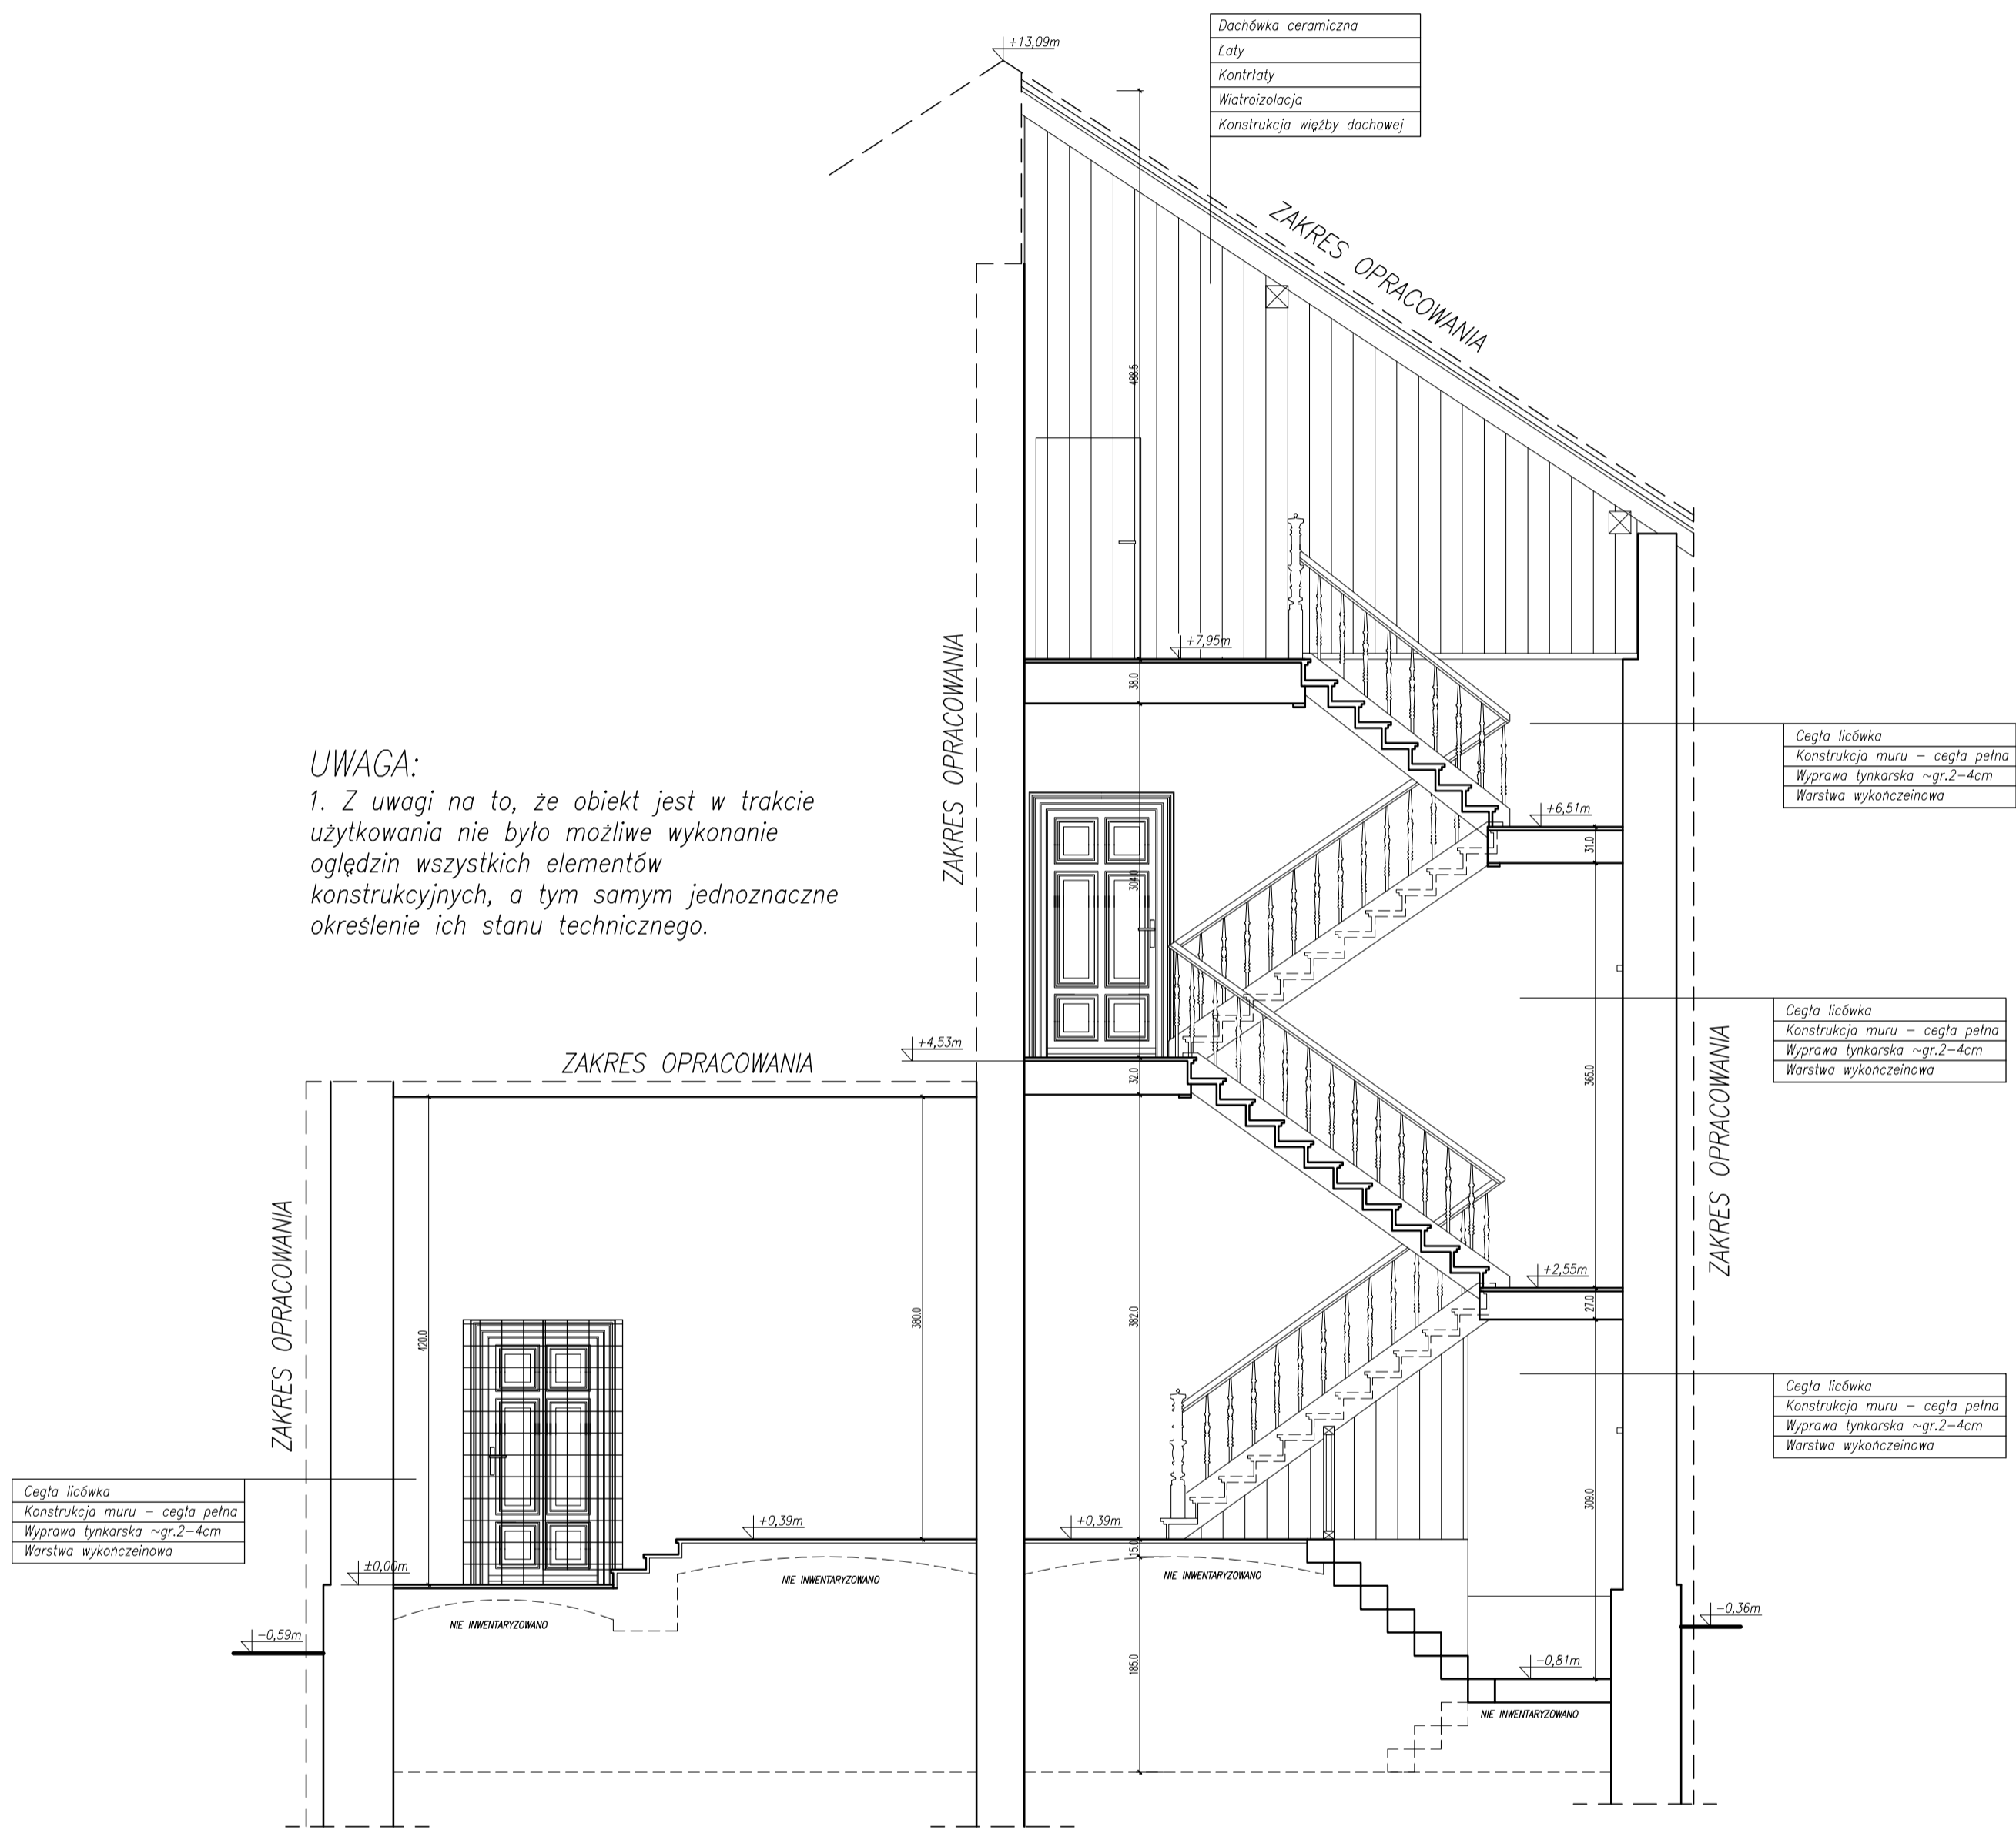 +13,09m
Dachówka ceramiczna
Łaty
Kontrłaty
Wiatroizolacja
Konstrukcja więźby dachowej
ZAKRES OPRACOWANIA
488.5
+7,95m
38.0
ZAKRES OPRACOWANIA
UWAGA:
1. Z uwagi na to, że obiekt jest w trakcie
użytkowania nie było możliwe wykonanie
oględzin wszystkich elementów
konstrukcyjnych, a tym samym jednoznaczne
określenie ich stanu technicznego.
Cegła licówka
Konstrukcja muru – cegła pełna
Wyprawa tynkarska ~gr.2–4cm
Warstwa wykończeinowa
+6,51m
31.0
304.0
Cegła licówka
Konstrukcja muru – cegła pełna
Wyprawa tynkarska ~gr.2–4cm
Warstwa wykończeinowa
+4,53m
ZAKRES OPRACOWANIA
32.0
365.0
ZAKRES OPRACOWANIA
ZAKRES OPRACOWANIA
+2,55m
27.0
420.0
380.0
382.0
Cegła licówka
Konstrukcja muru – cegła pełna
Wyprawa tynkarska ~gr.2–4cm
Warstwa wykończeinowa
Cegła licówka
Konstrukcja muru – cegła pełna
Wyprawa tynkarska ~gr.2–4cm
Warstwa wykończeinowa
309.0
+0,39m
+0,39m
15.0
±0,00m
NIE INWENTARYZOWANO
NIE INWENTARYZOWANO
NIE INWENTARYZOWANO
–0,59m
–0,36m
185.0
–0,81m
NIE INWENTARYZOWANO